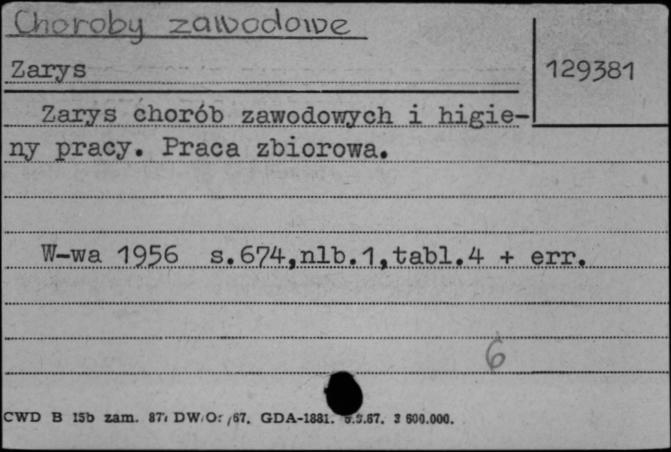 Choroby zawodowe
Zarys
129381
Zarys chorób zawodowych i higie-
ny pracy. Praca zbiorowa.
W-wa 1956 s.674,nlb.1,tabl.4 + err.
6
CWD B 15b zam. 87/ DW/O: /67. GDA-1881. .67. 3 600.000.